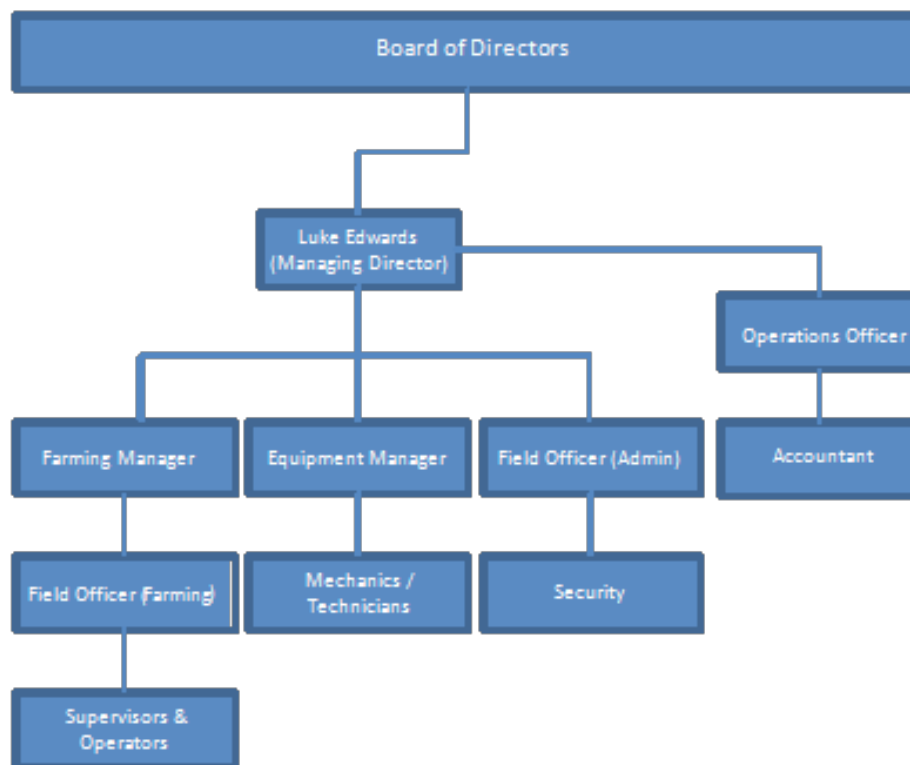 Board of Directors
Luke Edwards
(Managing Director)
Operations Officer
Farming Manager
Equipment Manager
Field Officer (Admin)
Accountant
Field Officer (Farming)
Mechanics /
Technicians
Security
Supervisors &
Operators